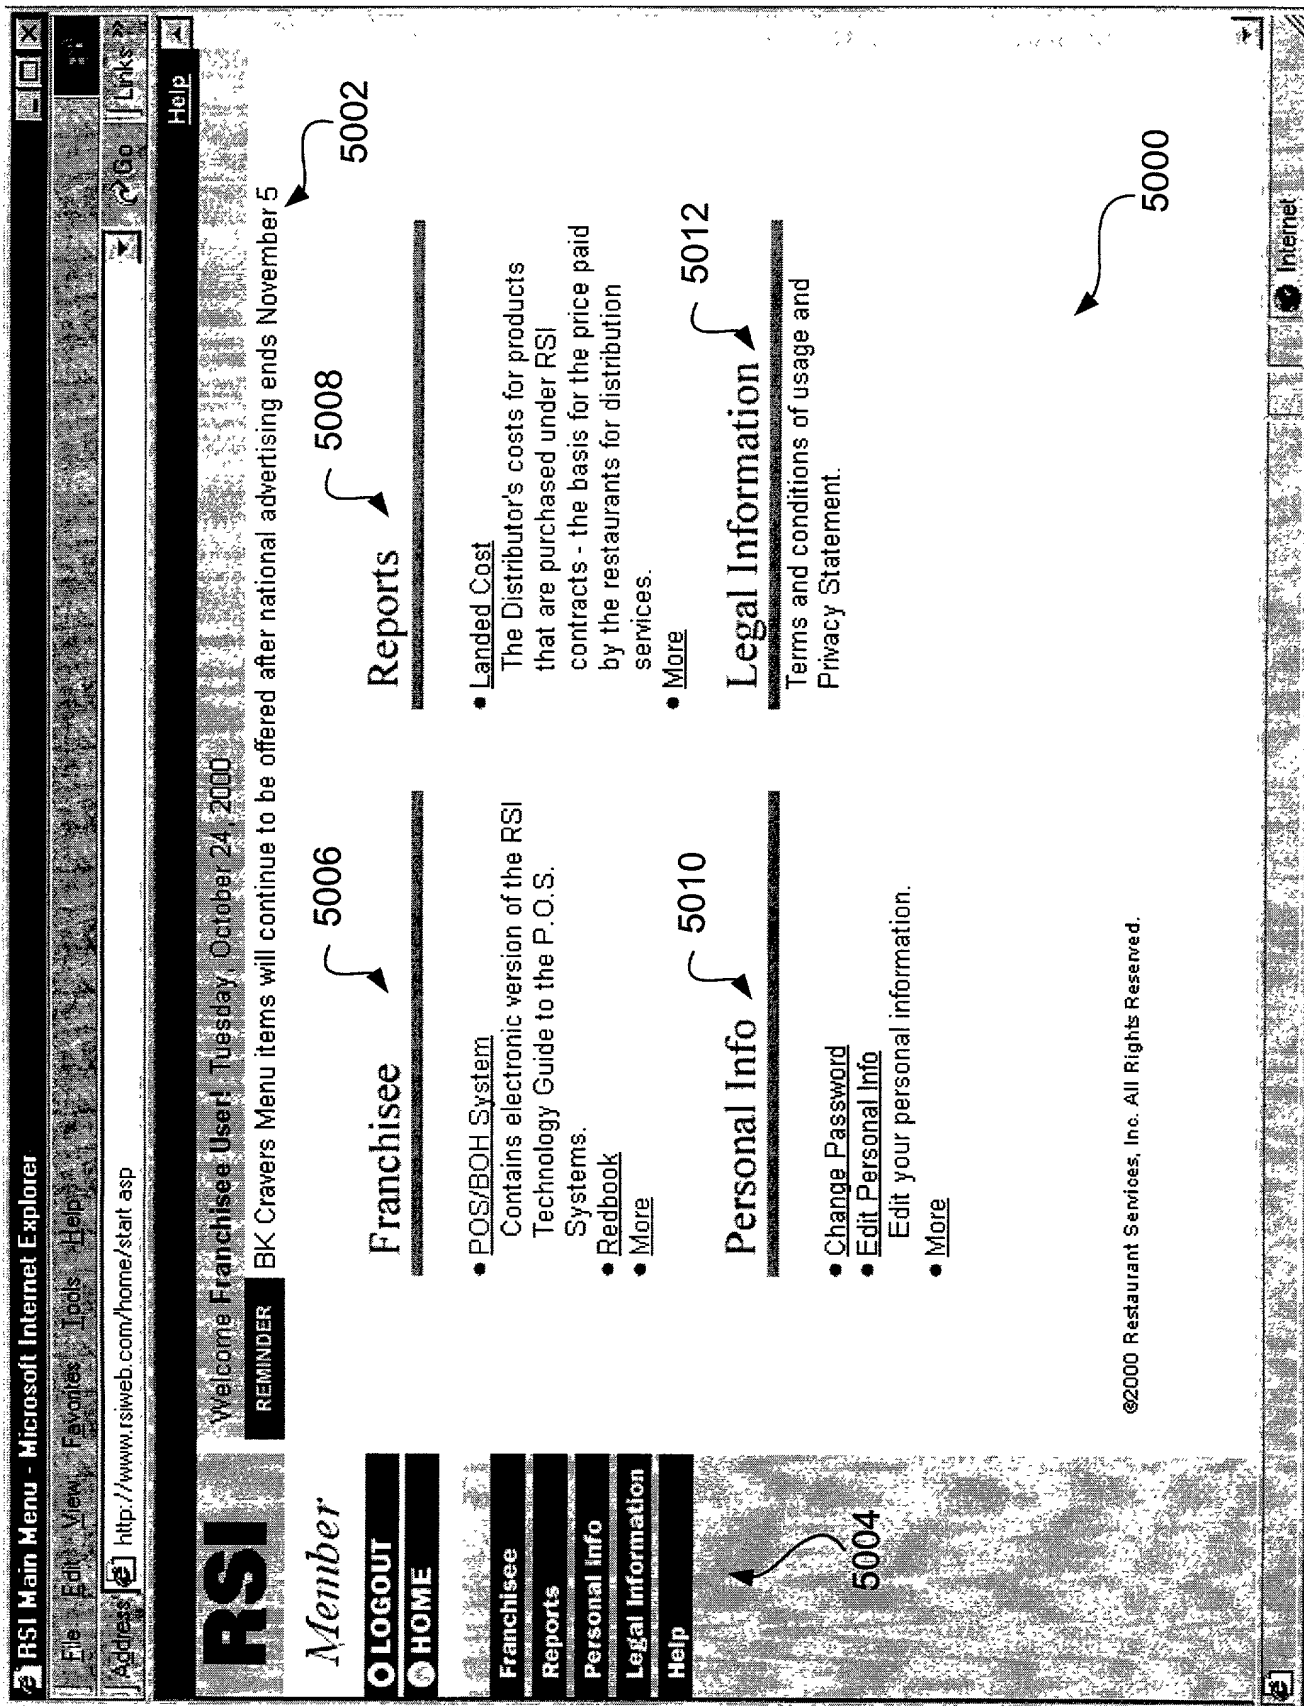 RSI Main Menu - Microsoft Internet Explorer
File Edit View Favorites Tools Help
Address http://www.rsiweb.com/home/start asp Go Links »
Help
RSI
Welcome Franchisee User! Tuesday, October 24, 2000
REMINDER BK Cravers Menu items will continue to be offered after national advertising ends November 5
5002
Member
LOGOUT
HOME
Franchisee
Reports
Personal Info
Legal Information
Help
5004
Franchisee
5006
• POS/BOH System
Contains electronic version of the RSI
Technology Guide to the P.O.S.
Systems.
• Redbook
• More
Reports
5008
• Landed Cost
The Distributor's costs for products
that are purchased under RSI
contracts - the basis for the price paid
by the restaurants for distribution
services.
• More
Personal Info
5010
• Change Password
• Edit Personal Info
Edit your personal information.
• More
Legal Information
5012
Terms and conditions of usage and
Privacy Statement.
5000
©2000 Restaurant Services, Inc. All Rights Reserved.
Internet